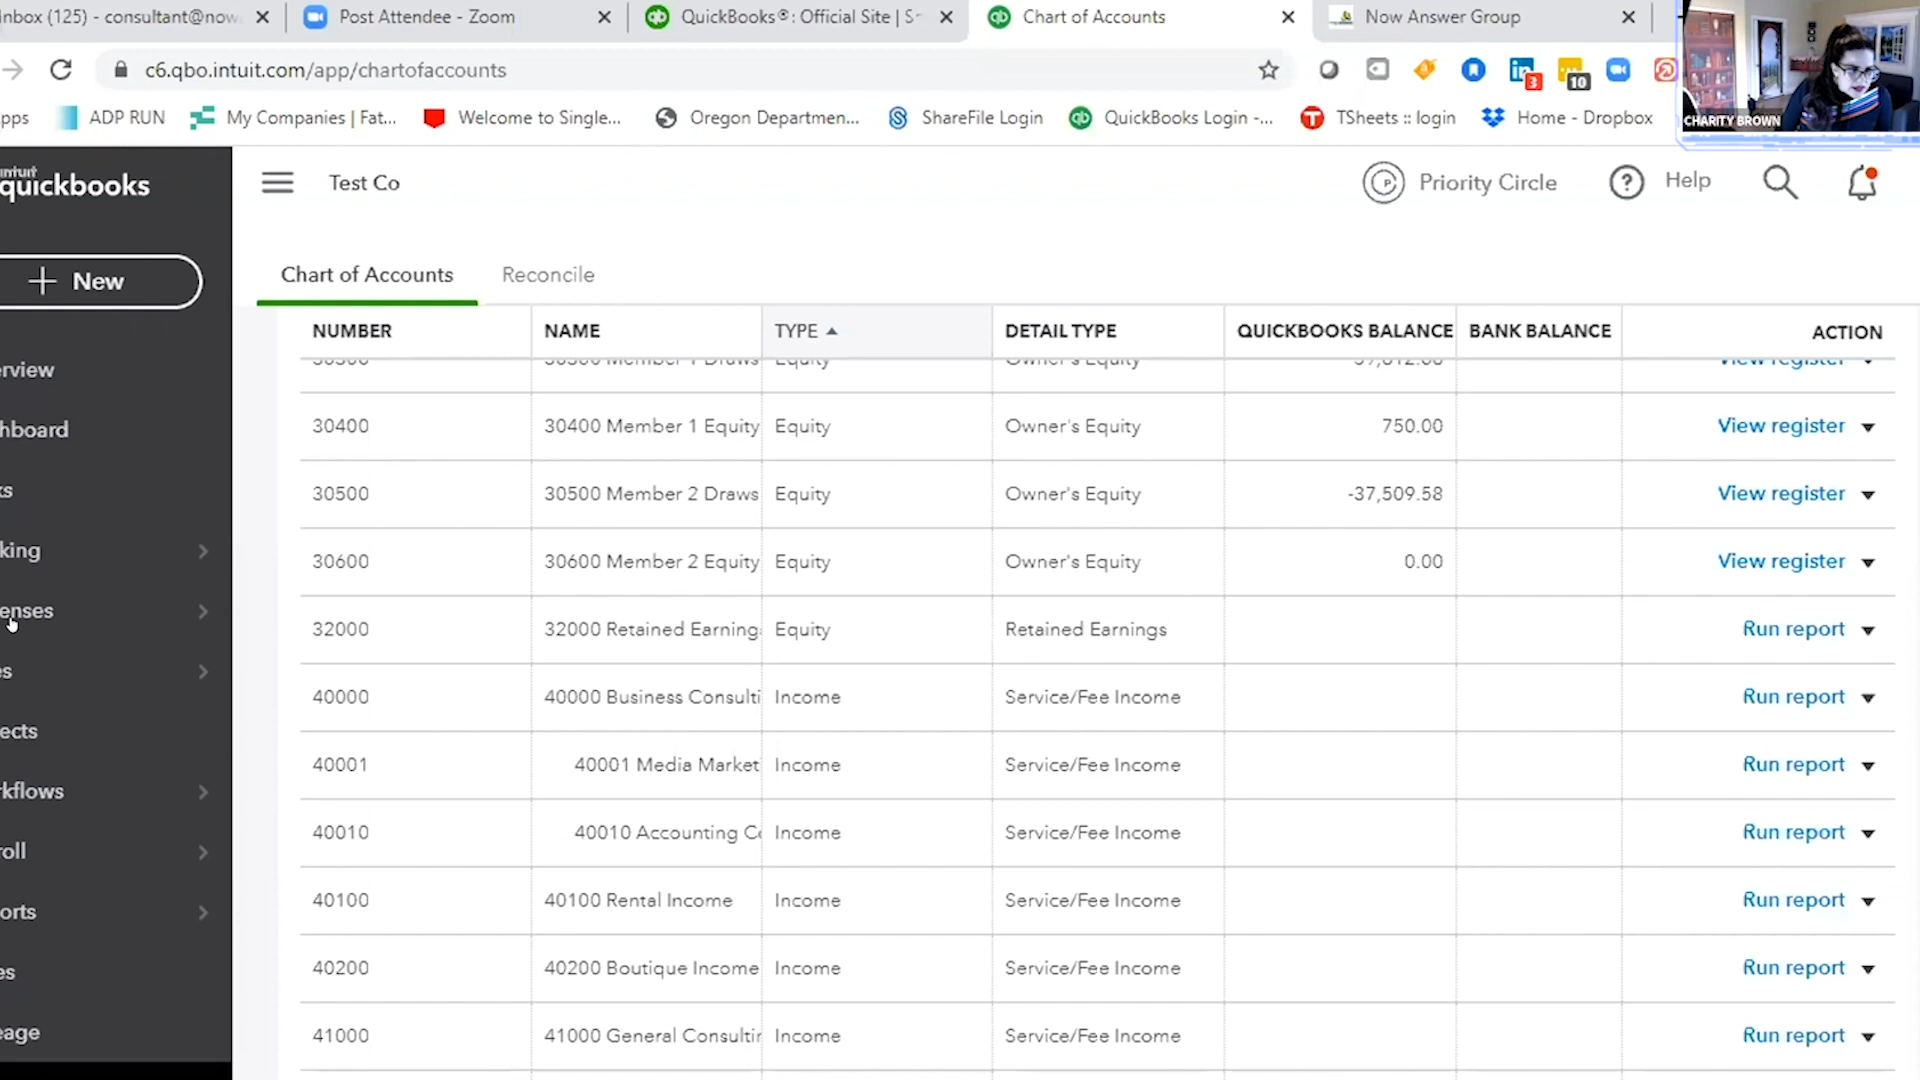 nbox (125) - consultant@now
Post Attendee - Zoom
QuickBooks®: Official Site | S
Chart of Accounts
Now Answer Group
c6.qbo.intuit.com/app/chartofaccounts
3
10
pps
ADP RUN
My Companies | Fat...
Welcome to Single...
Oregon Departmen...
ShareFile Login
QuickBooks Login -...
TSheets :: login
Home - Dropbox
CHARITY BROWN
intuit
quickbooks
Test Co
Priority Circle
Help
New
Chart of Accounts
Reconcile
NUMBER NAME TYPE DETAIL TYPE QUICKBOOKS BALANCE BANK BALANCE ACTION
30400 30400 Member 1 Equity Equity Owner's Equity 750.00 View register
30500 30500 Member 2 Draws Equity Owner's Equity -37,509.58 View register
30600 30600 Member 2 Equity Equity Owner's Equity 0.00 View register
32000 32000 Retained Earning Equity Retained Earnings Run report
40000 40000 Business Consulti Income Service/Fee Income Run report
40001 40001 Media Market Income Service/Fee Income Run report
40010 40010 Accounting Co Income Service/Fee Income Run report
40100 40100 Rental Income Income Service/Fee Income Run report
40200 40200 Boutique Income Income Service/Fee Income Run report
41000 41000 General Consultin Income Service/Fee Income Run report
rview
hboard
ks
king
enses
es
ects
rkflows
roll
orts
es
eage